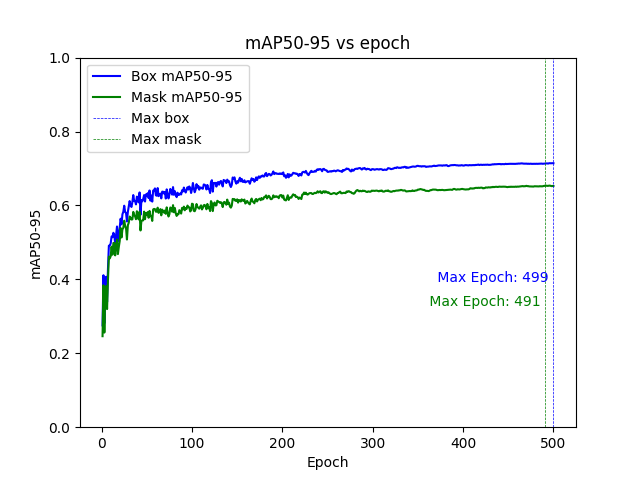 mAP50-95 vs epoch
1.0
0.8
0.6
0.4
0.2
0.0
mAP50-95
Box mAP50-95
Mask mAP50-95
Max box
Max mask
Max Epoch: 499
Max Epoch: 491
0 100 200 300 400 500
Epoch